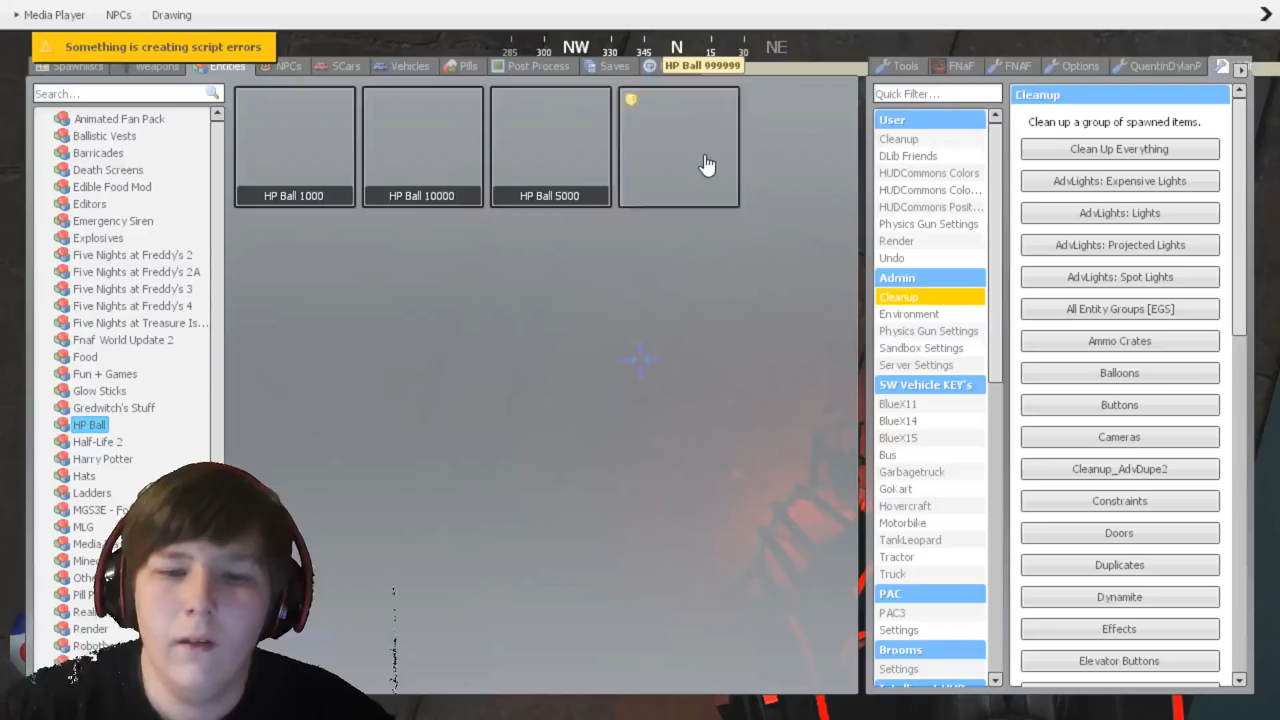 Media Player NPCs Drawing
Something is creating script errors
285 300 NW 330 345 N 15 30 NE
Spawnlists Weapons Entities NPCs SCars Vehicles Pills Post Process Saves
HP Ball 999999
Tools FNaF FNAF Options QuentinDylanP
Search...
Animated Fan Pack
Ballistic Vests
Barricades
Death Screens
Edible Food Mod
Editors
Emergency Siren
Explosives
Five Nights at Freddy's 2
Five Nights at Freddy's 2A
Five Nights at Freddy's 3
Five Nights at Freddy's 4
Five Nights at Treasure Is...
Fnaf World Update 2
Food
Fun + Games
Glow Sticks
Gredwitch's Stuff
HP Ball
Half-Life 2
Harry Potter
Hats
Ladders
MGS3E - Fo
MLG
Media
Mine
Othe
Pill P
Real
Render
Robot
HP Ball 1000
HP Ball 10000
HP Ball 5000
Quick Filter...
User
Cleanup
DLib Friends
HUDCommons Colors
HUDCommons Colo...
HUDCommons Posit...
Physics Gun Settings
Render
Undo
Admin
Cleanup
Environment
Physics Gun Settings
Sandbox Settings
Server Settings
SW Vehicle KEY's
BlueX11
BlueX14
BlueX15
Bus
Garbagetruck
GoKart
Hovercraft
Motorbike
TankLeopard
Tractor
Truck
PAC
PAC3
Settings
Brooms
Settings
Cleanup
Clean up a group of spawned items.
Clean Up Everything
AdvLights: Expensive Lights
AdvLights: Lights
AdvLights: Projected Lights
AdvLights: Spot Lights
All Entity Groups [EGS]
Ammo Crates
Balloons
Buttons
Cameras
Cleanup_AdvDupe2
Constraints
Doors
Duplicates
Dynamite
Effects
Elevator Buttons